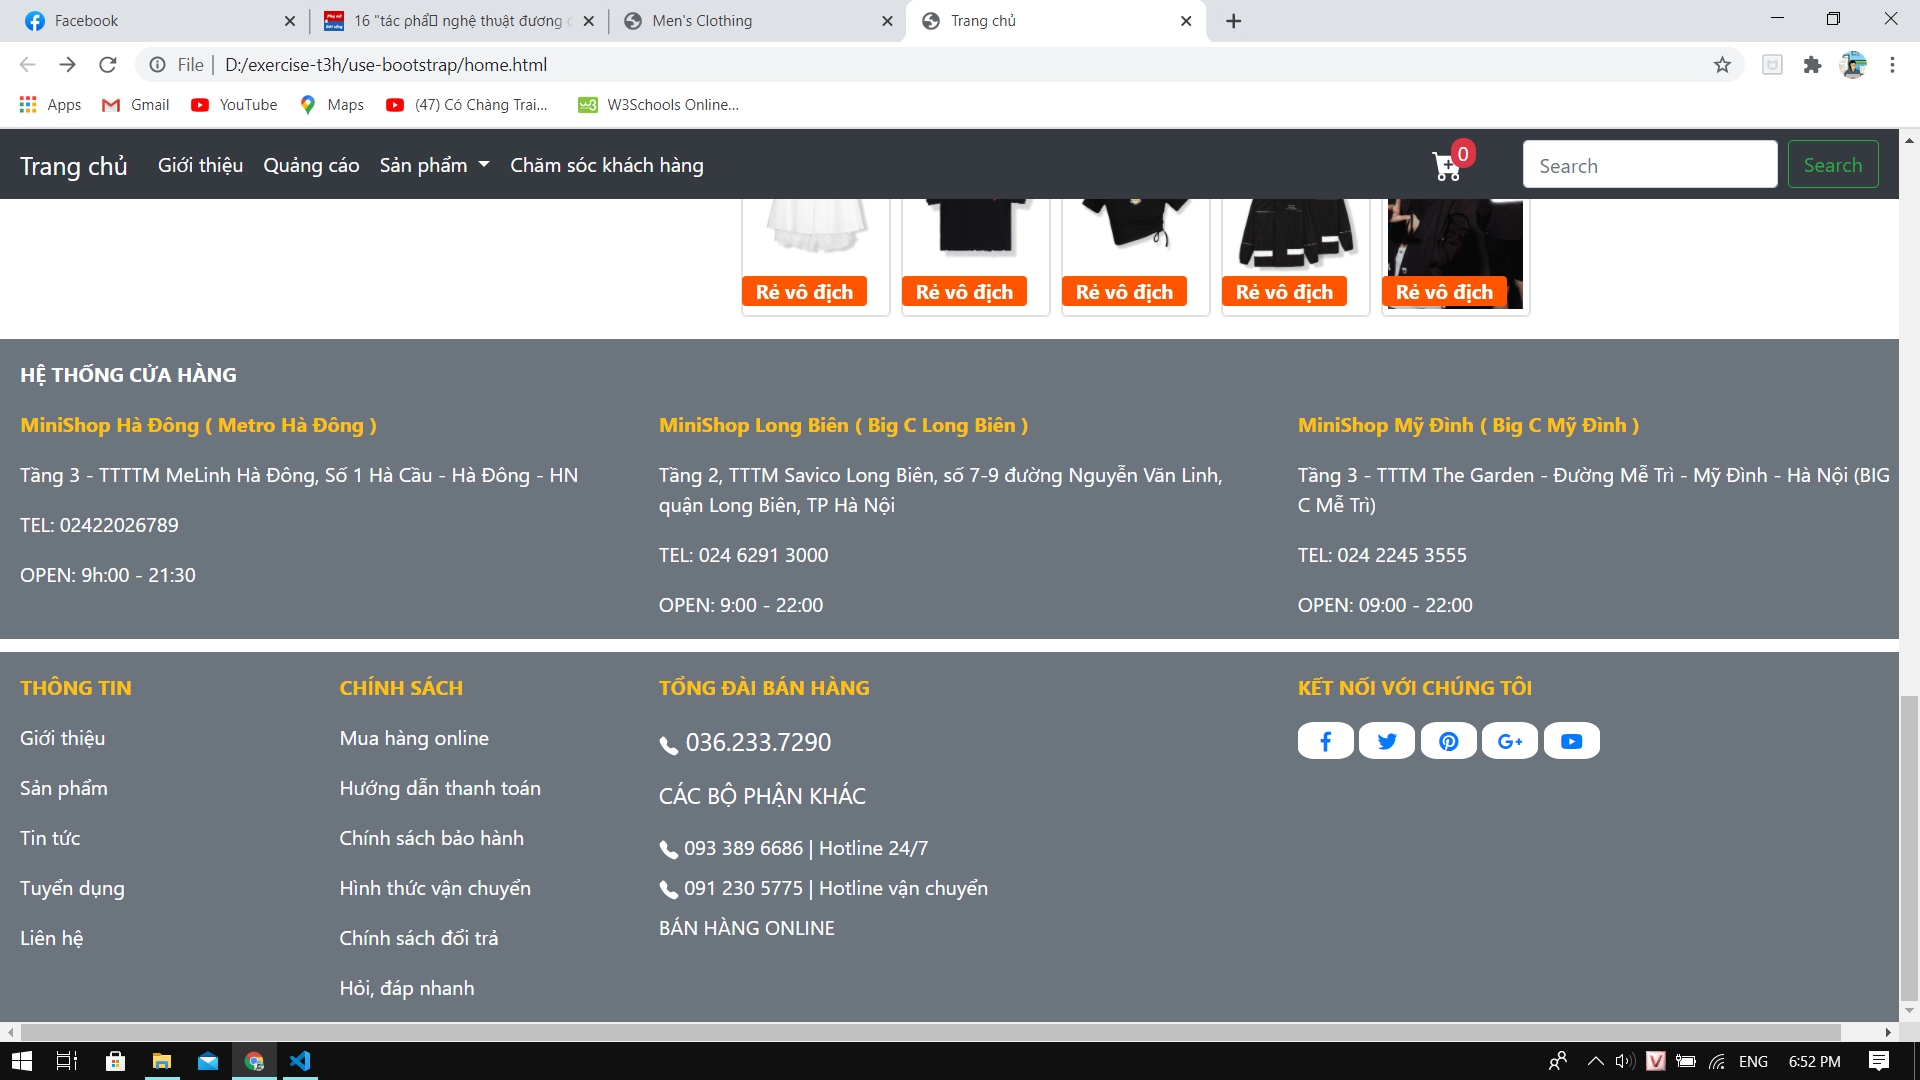 Facebook
16 "tác phẩ nghệ thuật đương
Men's Clothing
Trang chủ
File | D:/exercise-t3h/use-bootstrap/home.html
Apps
Gmail
YouTube
Maps
(47) Có Chàng Trai...
W3Schools Online...
Trang chủ Giới thiệu Quảng cáo Sản phẩm Chăm sóc khách hàng
0
Search
Search
Rẻ vô địch
Rẻ vô địch
Rẻ vô địch
Rẻ vô địch
Rẻ vô địch
HỆ THỐNG CỬA HÀNG
MiniShop Hà Đông ( Metro Hà Đông )
Tầng 3 - TTTTM MeLinh Hà Đông, Số 1 Hà Cầu - Hà Đông - HN
TEL: 02422026789
OPEN: 9h:00 - 21:30
MiniShop Long Biên ( Big C Long Biên )
Tầng 2, TTTM Savico Long Biên, số 7-9 đường Nguyễn Văn Linh,
quận Long Biên, TP Hà Nội
TEL: 024 6291 3000
OPEN: 9:00 - 22:00
MiniShop Mỹ Đình ( Big C Mỹ Đình )
Tầng 3 - TTTM The Garden - Đường Mễ Trì - Mỹ Đình - Hà Nội (BIG
C Mễ Trì)
TEL: 024 2245 3555
OPEN: 09:00 - 22:00
THÔNG TIN
Giới thiệu
Sản phẩm
Tin tức
Tuyển dụng
Liên hệ
CHÍNH SÁCH
Mua hàng online
Hướng dẫn thanh toán
Chính sách bảo hành
Hình thức vận chuyển
Chính sách đổi trả
Hỏi, đáp nhanh
TỔNG ĐÀI BÁN HÀNG
036.233.7290
CÁC BỘ PHẬN KHÁC
093 389 6686 | Hotline 24/7
091 230 5775 | Hotline vận chuyển
BÁN HÀNG ONLINE
KẾT NỐI VỚI CHÚNG TÔI
ENG
6:52 PM